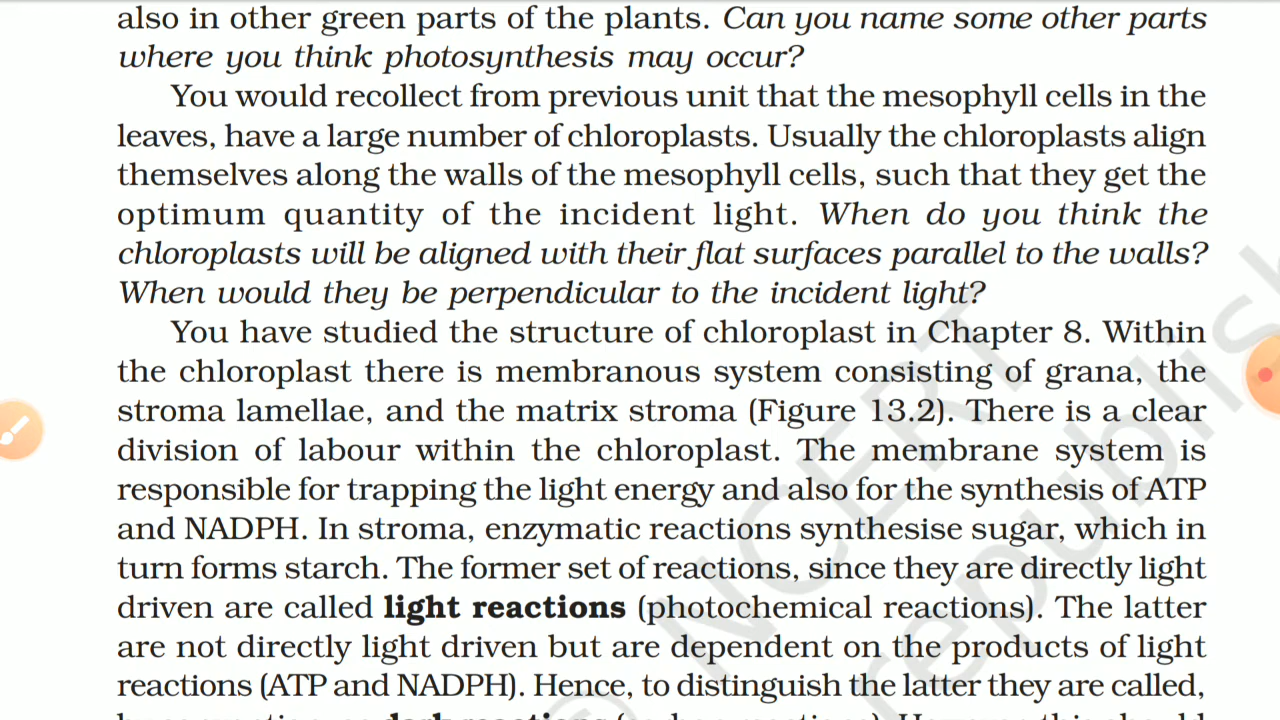 also in other green parts of the plants. Can you name some other parts
where you think photosynthesis may occur?
You would recollect from previous unit that the mesophyll cells in the
leaves, have a large number of chloroplasts. Usually the chloroplasts align
themselves along the walls of the mesophyll cells, such that they get the
optimum quantity of the incident light. When do you think the
chloroplasts will be aligned with their flat surfaces parallel to the walls?
When would they be perpendicular to the incident light?
You have studied the structure of chloroplast in Chapter 8. Within
the chloroplast there is membranous system consisting of grana, the
stroma lamellae, and the matrix stroma (Figure 13.2). There is a clear
division of labour within the chloroplast. The membrane system is
responsible for trapping the light energy and also for the synthesis of ATP
and NADPH. In stroma, enzymatic reactions synthesise sugar, which in
turn forms starch. The former set of reactions, since they are directly light
driven are called light reactions (photochemical reactions). The latter
are not directly light driven but are dependent on the products of light
reactions (ATP and NADPH). Hence, to distinguish the latter they are called,
© NCERT
republish